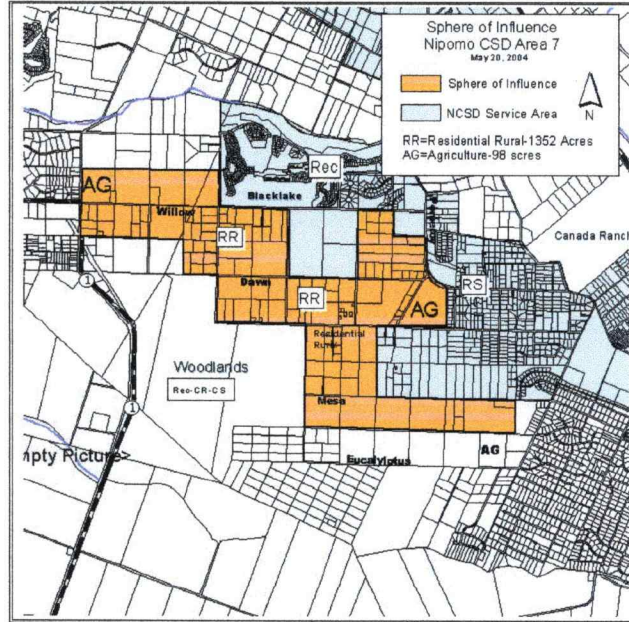 Sphere of Influence
Nipomo CSD Area 7
May 20, 2004
Sphere of Influence
NCSD Service Area
N
RR=Residential Rural-1352 Acres
AG=Agriculture-98 scres
Rec
AG
Blacklake
Willow
RR
Canada Ranch
Dawn
RR
RS
AG
Residential
Rural
1
Woodlands
Rec-CR-CS
Mesa
1
mpty Picture>
Eucalyptus
AG